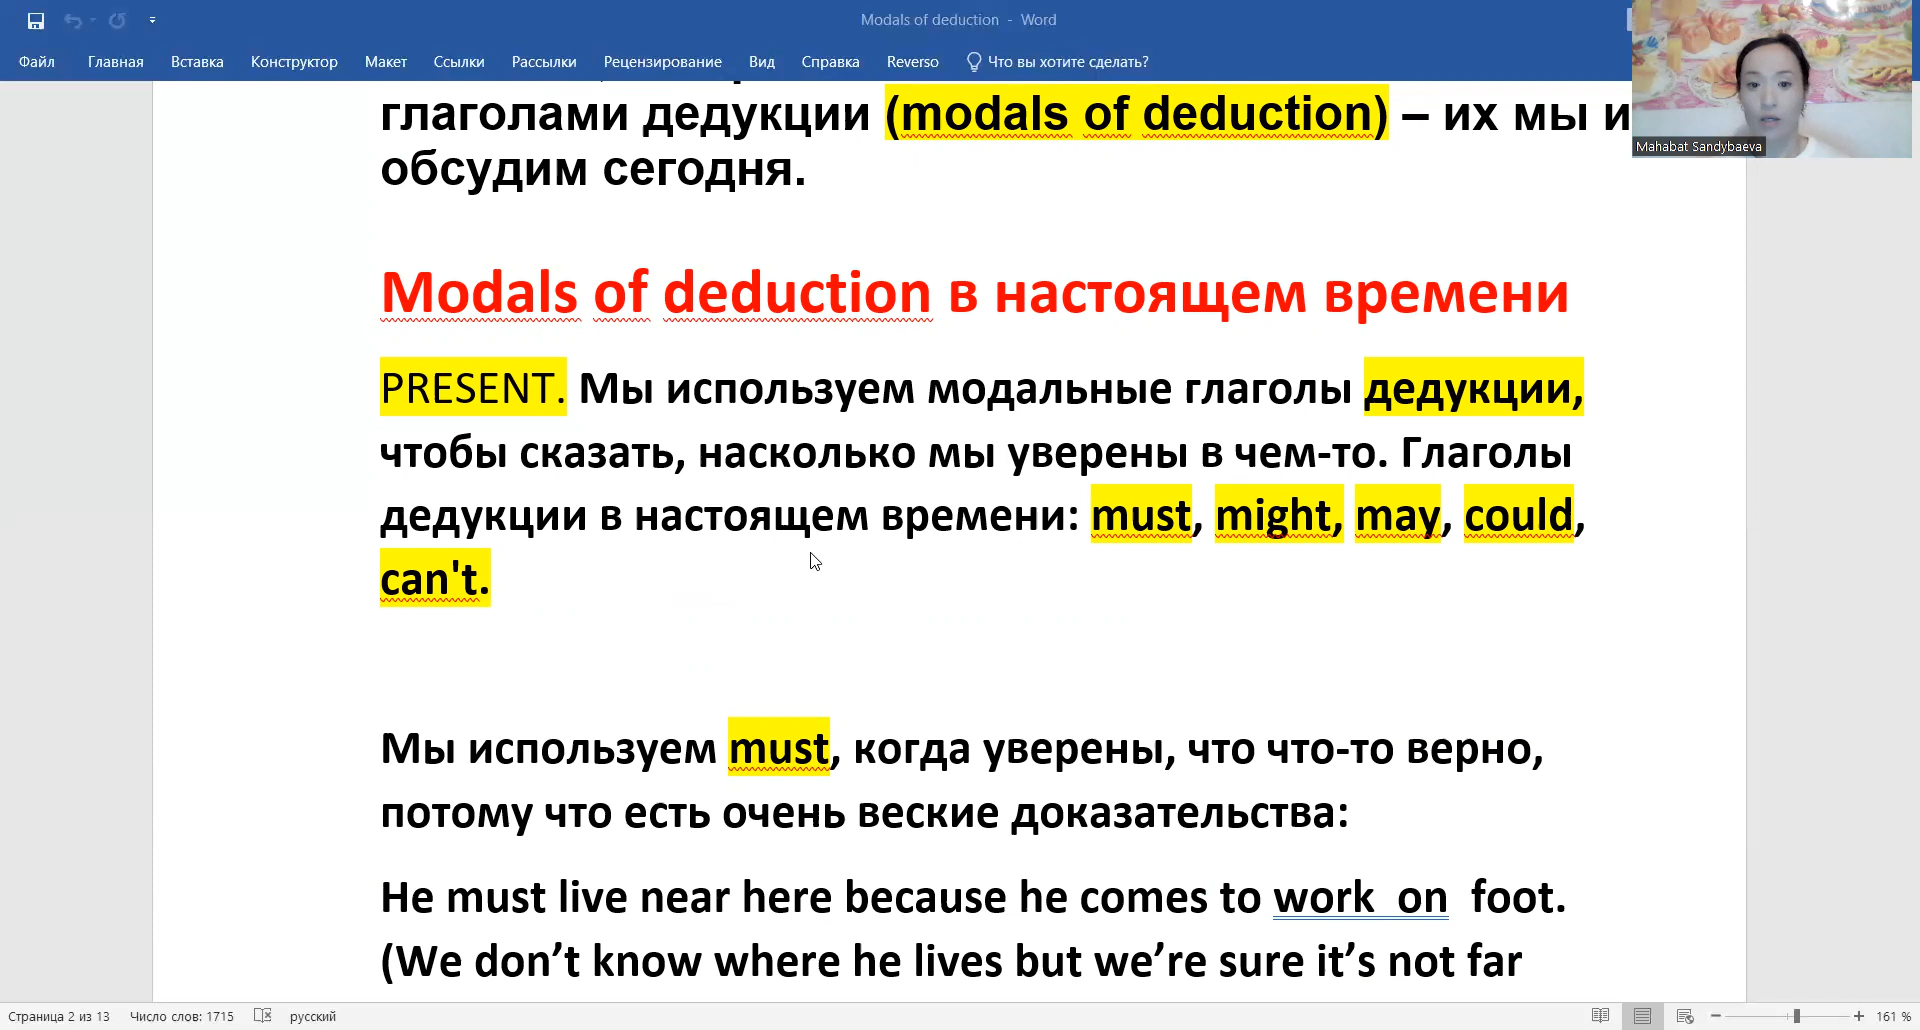 Modals of deduction - Word
Файл Главная Вставка Конструктор Макет Ссылки Рассылки Рецензирование Вид Справка Reverso Что вы хотите сделать?
Mahabat Sandybaeva
глаголами дедукции (modals of deduction) – их мы и
обсудим сегодня.
Modals of deduction в настоящем времени
PRESENT. Мы используем модальные глаголы дедукции,
чтобы сказать, насколько мы уверены в чем-то. Глаголы
дедукции в настоящем времени: must, might, may, could,
can't.
Мы используем must, когда уверены, что что-то верно,
потому что есть очень веские доказательства:
He must live near here because he comes to work on foot.
(We don’t know where he lives but we’re sure it’s not far
Страница 2 из 13 Число слов: 1715 русский 161 %